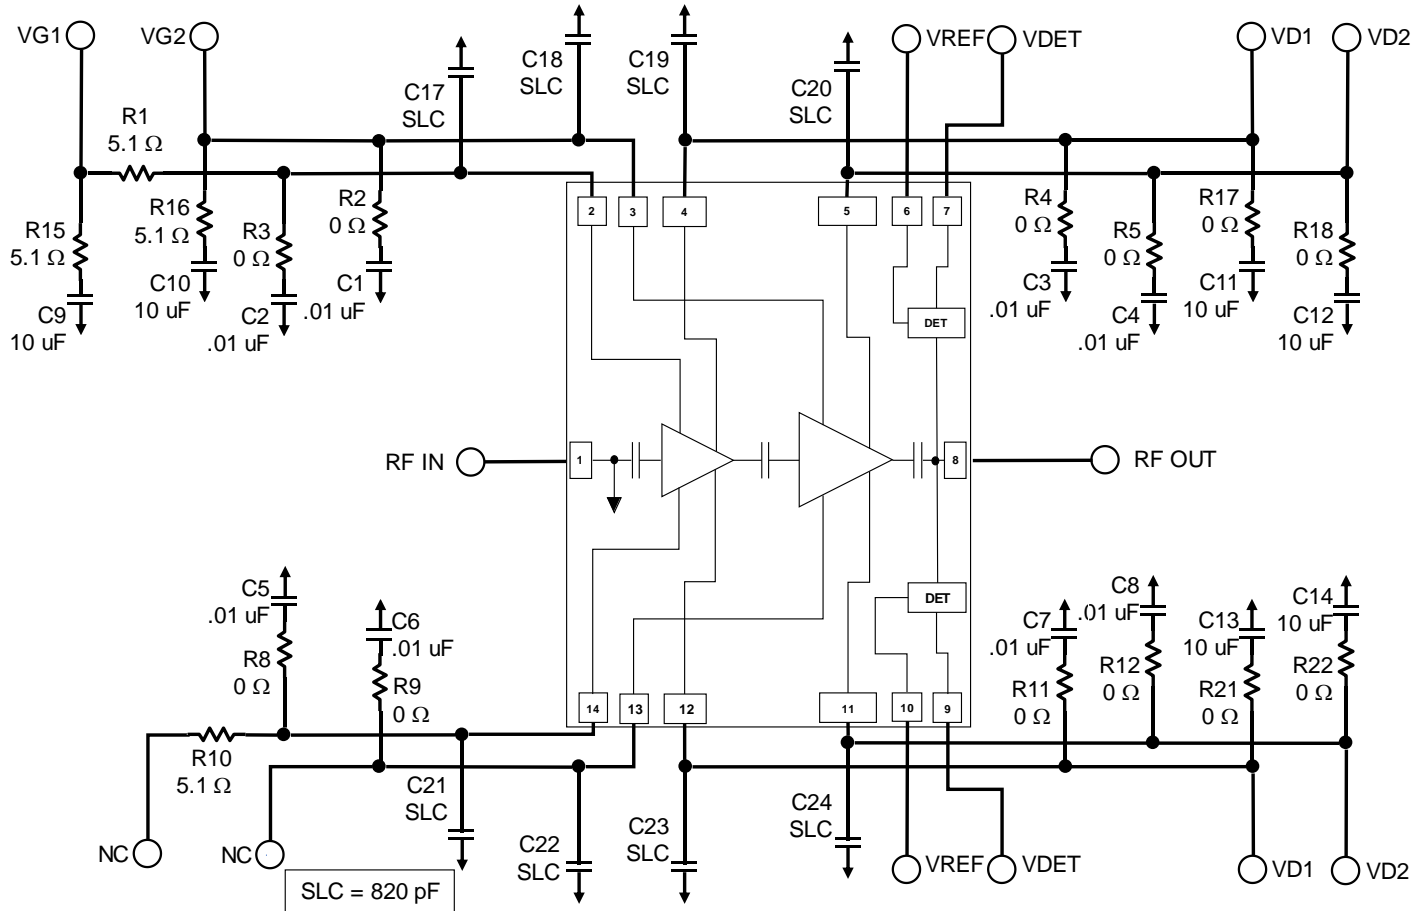 VG1
VG2
C18
SLC
C19
SLC
VREF
VDET
VD1
VD2
C17
SLC
C20
SLC
R1
5.1 Ω
R15
5.1 Ω
R16
5.1 Ω
R3
0 Ω
R2
0 Ω
C9
10 uF
C10
10 uF
C2
.01 uF
C1
.01 uF
2
3
4
5
6
7
R4
0 Ω
R5
0 Ω
R17
0 Ω
R18
0 Ω
C3
.01 uF
C4
.01 uF
C11
10 uF
C12
10 uF
DET
RF IN
1
8
RF OUT
DET
C5
.01 uF
C6
.01 uF
R8
0 Ω
R9
0 Ω
C7
.01 uF
C8
.01 uF
C13
10 uF
C14
10 uF
R11
0 Ω
R12
0 Ω
R21
0 Ω
R22
0 Ω
14
13
12
11
10
9
R10
5.1 Ω
C21
SLC
C22
SLC
C23
SLC
C24
SLC
NC
NC
VREF
VDET
VD1
VD2
SLC = 820 pF